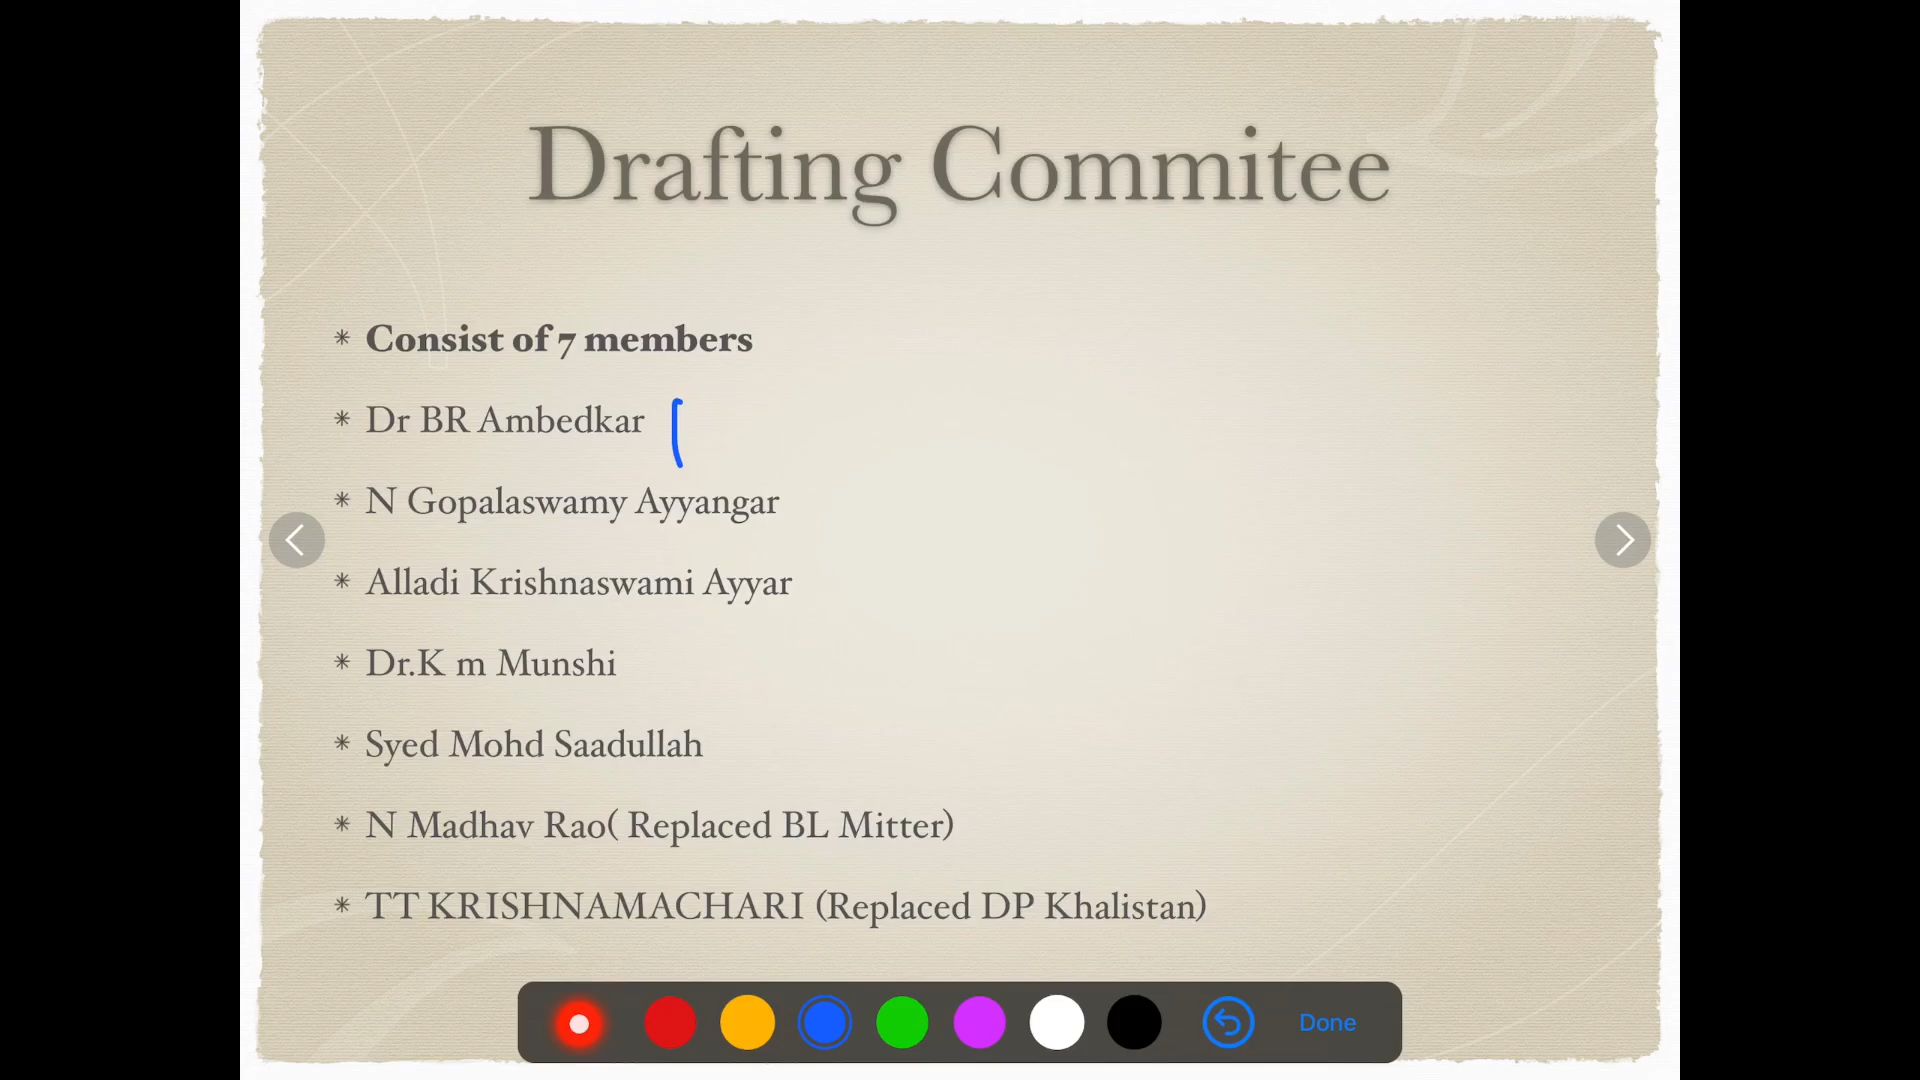 Drafting Commitee
* Consist of 7 members
* Dr BR Ambedkar
* N Gopalaswamy Ayyangar
* Alladi Krishnaswami Ayyar
* Dr.K m Munshi
* Syed Mohd Saadullah
* N Madhav Rao( Replaced BL Mitter)
* TT KRISHNAMACHARI (Replaced DP Khalistan)
Done